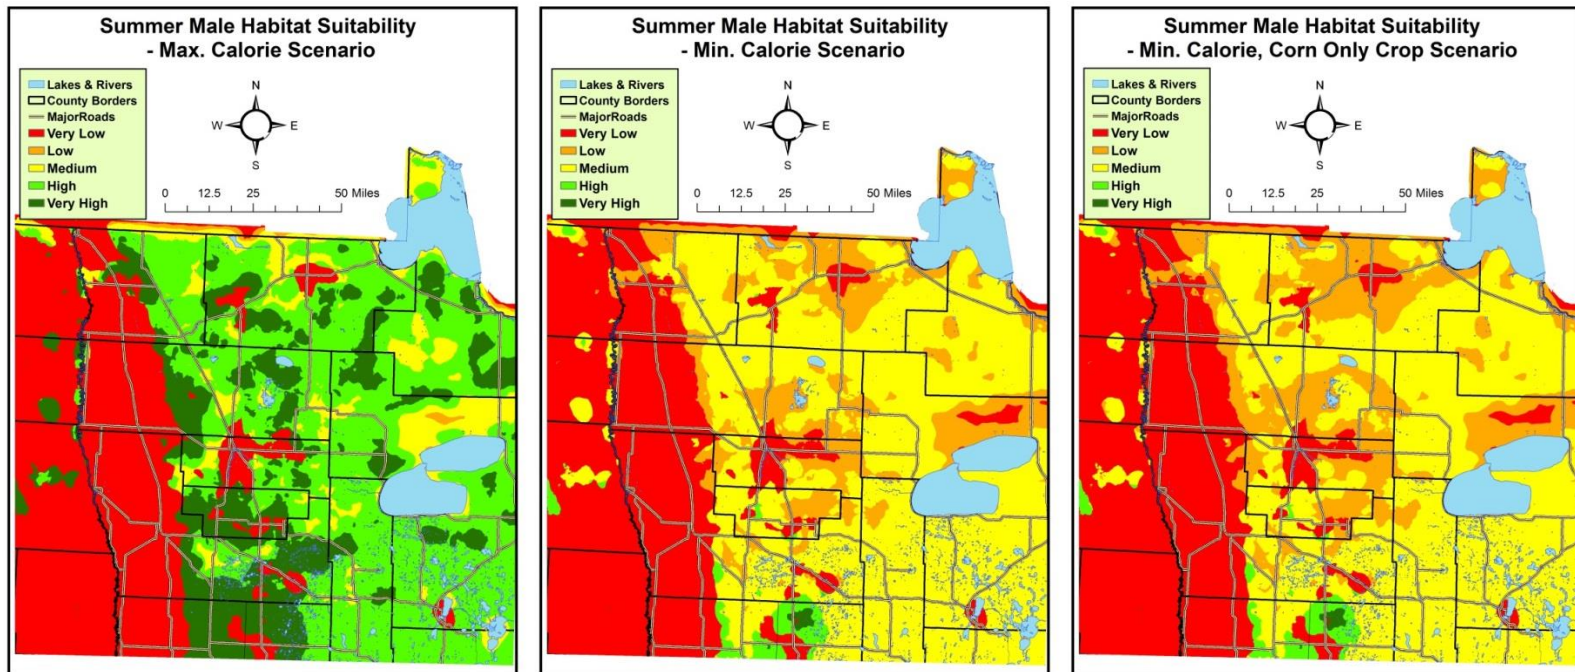 Summer Male Habitat Suitability
- Max. Calorie Scenario
Lakes & Rivers
County Borders
MajorRoads
Very Low
Low
Medium
High
Very High
N
W E
S
0 12.5 25 50 Miles
Summer Male Habitat Suitability
- Min. Calorie Scenario
Lakes & Rivers
County Borders
MajorRoads
Very Low
Low
Medium
High
Very High
N
W E
S
0 12.5 25 50 Miles
Summer Male Habitat Suitability
- Min. Calorie, Corn Only Crop Scenario
Lakes & Rivers
County Borders
MajorRoads
Very Low
Low
Medium
High
Very High
N
W E
S
0 12.5 25 50 Miles